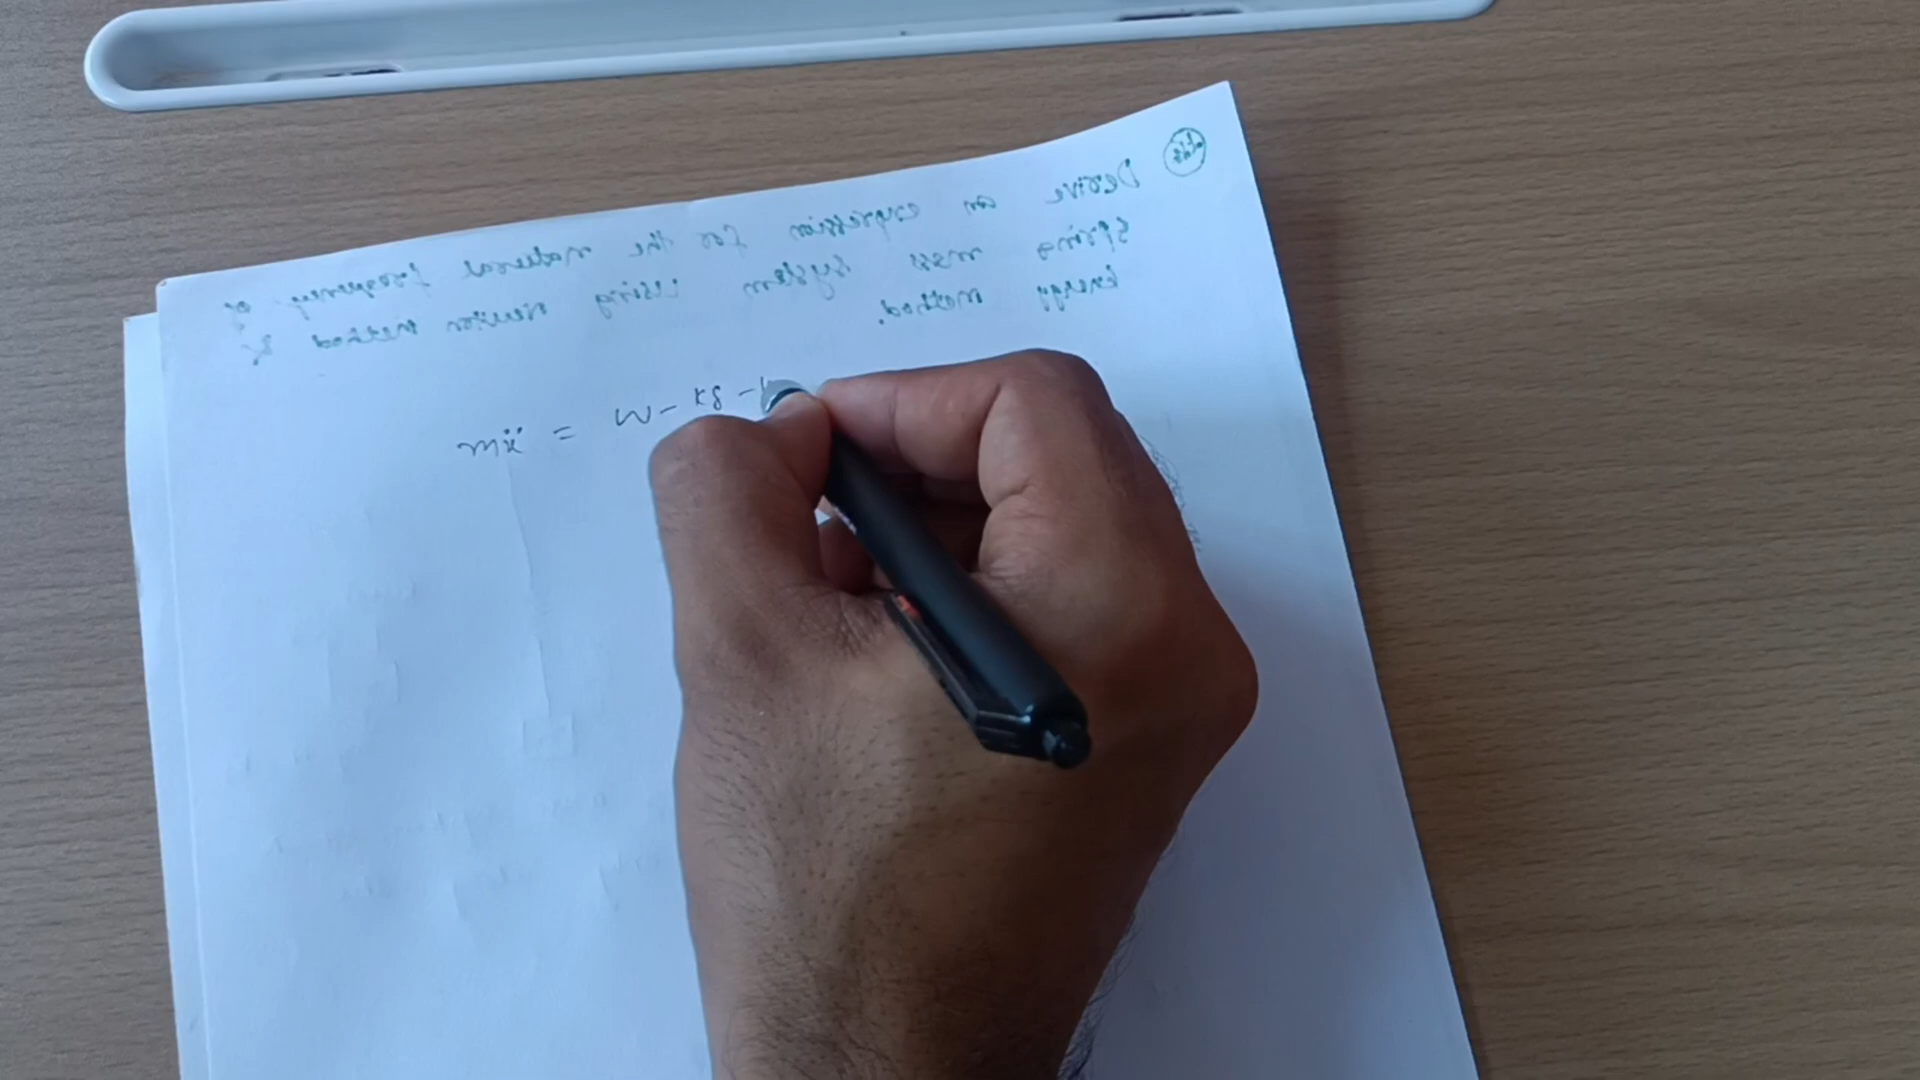 Derive an expression for the natural frequency of
spring mass system using newton method &
Energy method.
mẍ = W - kδ -